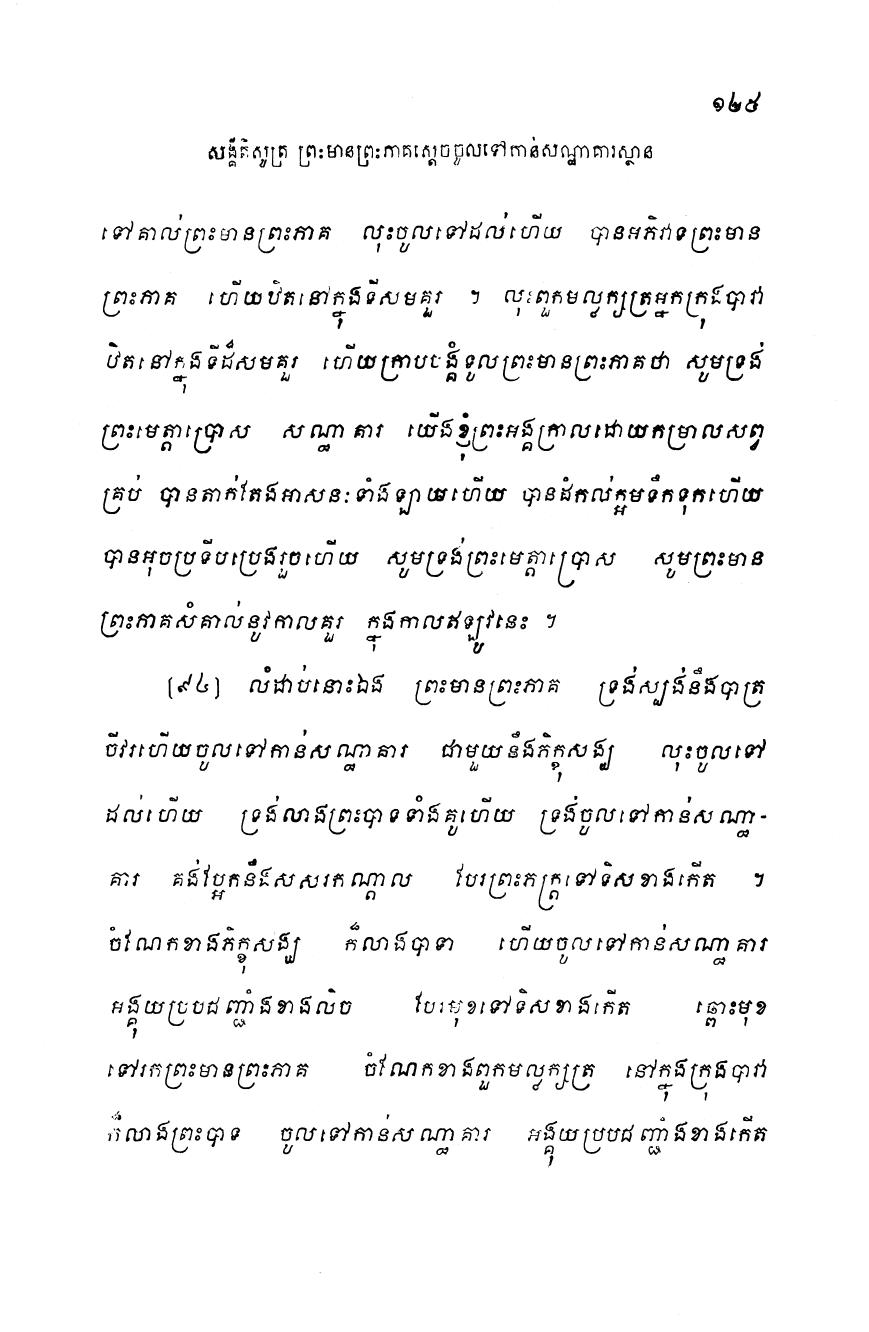 ១២៥
សង្គីតិសូត្រ ព្រះមានព្រះភាគស្តេចចូលទៅកាន់សណ្ឋាគារស្ថាន
ទៅគាល់ព្រះមានព្រះភាគ លុះចូលទៅដល់ហើយ បានអភិវាទព្រះមាន
ព្រះភាគ ហើយឋិតនៅក្នុងទីសមគួរ ។ លុះពួកមល្លក្សត្រអ្នកក្រុងបាវា
ឋិតនៅក្នុងទីដ៏សមគួរ ហើយក្រាបបង្គំទូលព្រះមានព្រះភាគថា សូមទ្រង់
ព្រះមេត្តាប្រោស សណ្ឋាគារ យើងខ្ញុំព្រះអង្គក្រាលដោយកម្រាលសព្វ
គ្រប់ បានតាក់តែងអាសនៈទាំងឡាយហើយ បានដំកល់ក្អមទឹកទុកហើយ
បានអុចប្រទីបប្រេងរួចហើយ សូមទ្រង់ព្រះមេត្តាប្រោស សូមព្រះមាន
ព្រះភាគសំគាល់នូវកាលគួរ ក្នុងកាលឥឡូវនេះ ។
(៩៤) លំដាប់នោះឯង ព្រះមានព្រះភាគ ទ្រង់ស្បង់នឹងបាត្រ
ចីវរហើយចូលទៅកាន់សណ្ឋាគារ ជាមួយនឹងភិក្ខុសង្ឃ លុះចូលទៅ
ដល់ហើយ ទ្រង់លាងព្រះបាទទាំងគូហើយ ទ្រង់ចូលទៅកាន់សណ្ឋា-
គារ គង់ប្អែកនឹងសសរកណ្តាល បែរព្រះភក្ត្រទៅទិសខាងកើត ។
ចំណែកខាងភិក្ខុសង្ឃ ក៏លាងបាទា ហើយចូលទៅកាន់សណ្ឋាគារ
អង្គុយប្របជញ្ជាំងខាងលិច បែរមុខទៅទិសខាងកើត ឆ្ពោះមុខ
ទៅរកព្រះមានព្រះភាគ ចំណែកខាងពួកមល្លក្សត្រ នៅក្នុងក្រុងបាវា
ក៏លាងព្រះបាទ ចូលទៅកាន់សណ្ឋាគារ អង្គុយប្របជញ្ជាំងខាងកើត